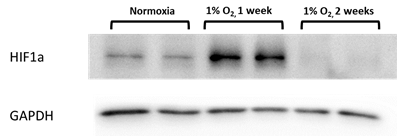 Normoxia 1% O₂, 1 week 1% O₂, 2 weeks
HIF1a
GAPDH